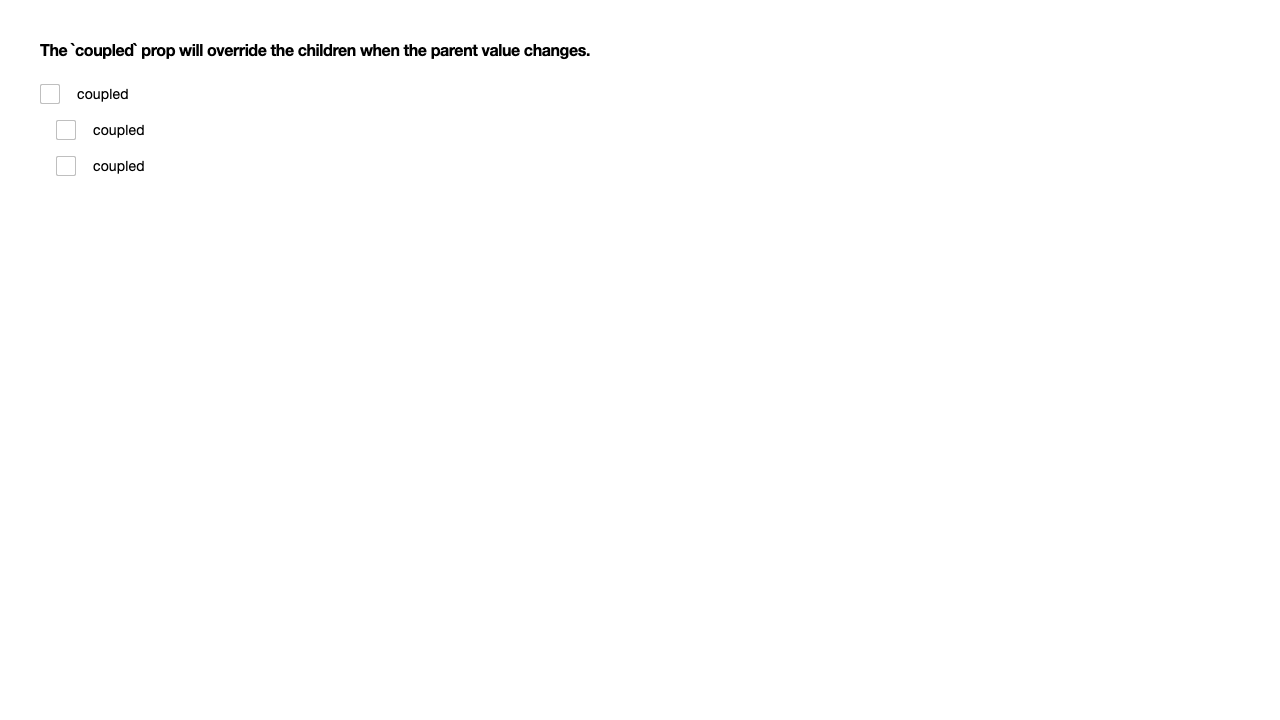 The `coupled` prop will override the children when the parent value changes.
coupled
coupled
coupled